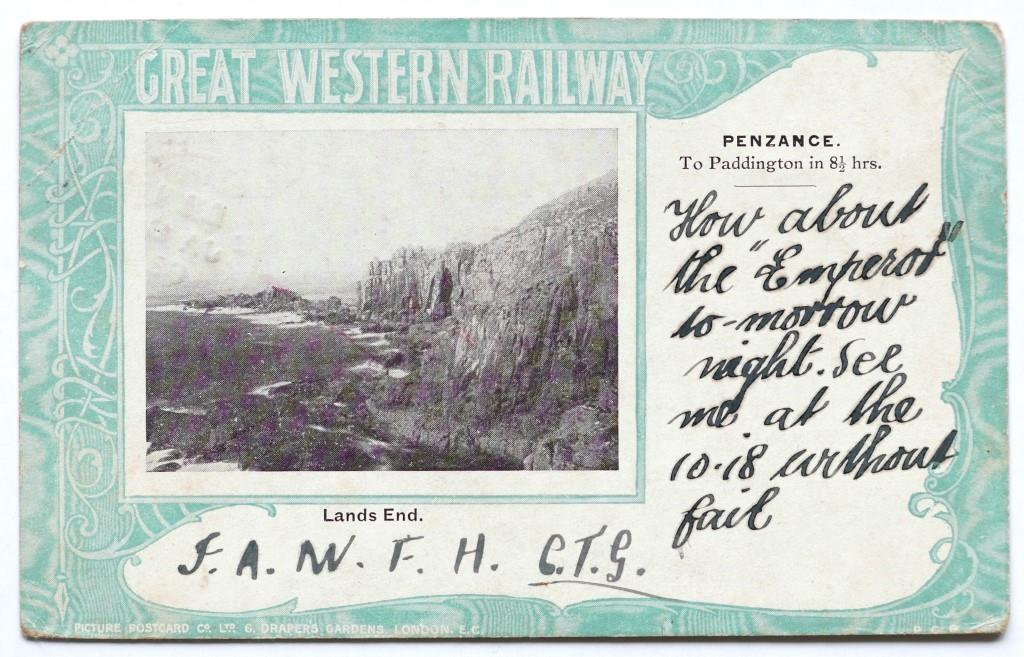 GREAT WESTERN RAILWAY
PENZANCE.
To Paddington in 8½ hrs.
How about
the "Emperor"
to-morrow
night. See
me at the
10.18 without
fail
Lands End.
F. A. W. F. H. C.T.G.
PICTURE POSTCARD Cº. LTD. 6. DRAPERS GARDENS. LONDON. E.C.